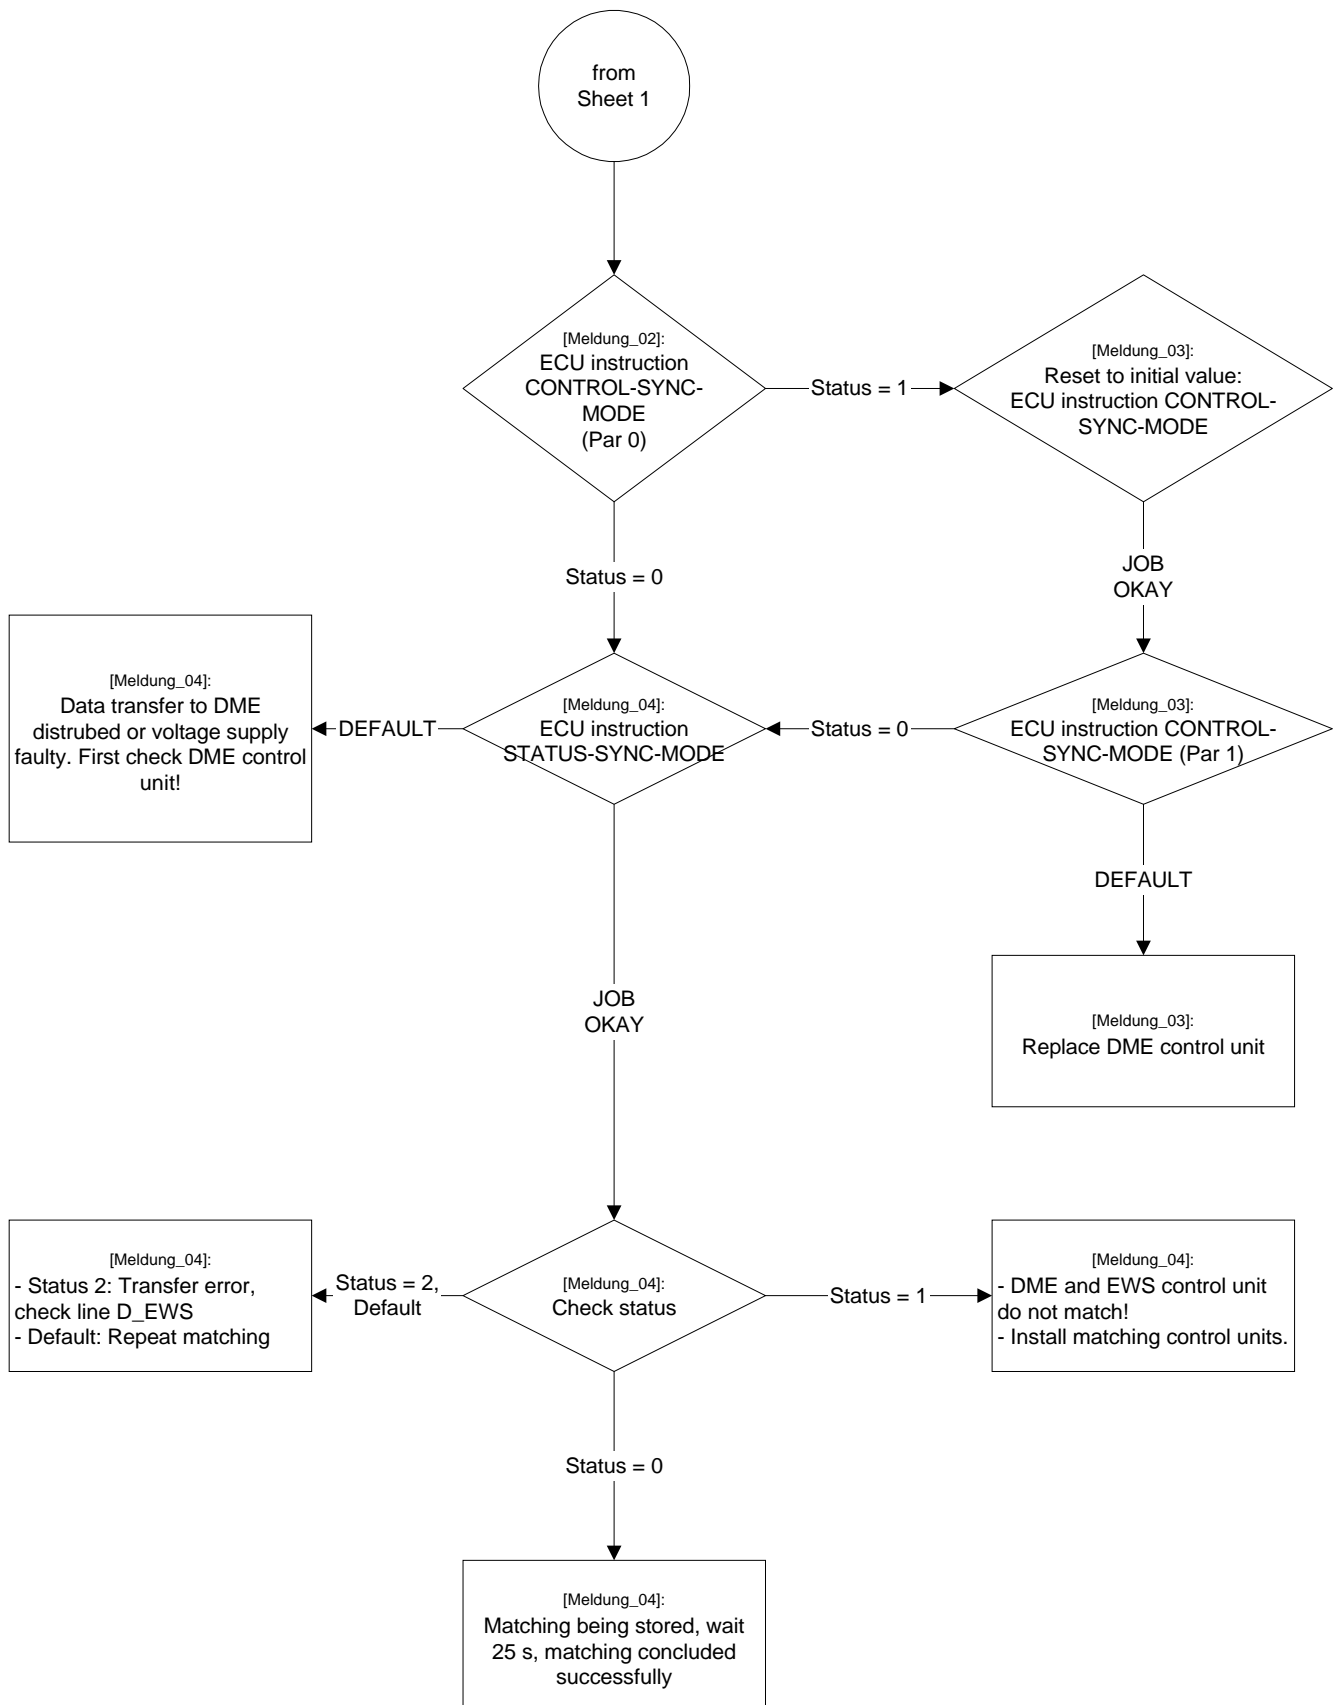 from
Sheet 1
[Meldung_02]:
ECU instruction
CONTROL-SYNC-
MODE
(Par 0)
Status = 1
[Meldung_03]:
Reset to initial value:
ECU instruction CONTROL-
SYNC-MODE
Status = 0
JOB
OKAY
[Meldung_04]:
Data transfer to DME
distrubed or voltage supply
faulty. First check DME control
unit!
DEFAULT
[Meldung_04]:
ECU instruction
STATUS-SYNC-MODE
Status = 0
[Meldung_03]:
ECU instruction CONTROL-
SYNC-MODE (Par 1)
DEFAULT
JOB
OKAY
[Meldung_03]:
Replace DME control unit
[Meldung_04]:
- Status 2: Transfer error,
check line D_EWS
- Default: Repeat matching
Status = 2,
Default
[Meldung_04]:
Check status
Status = 1
[Meldung_04]:
- DME and EWS control unit
do not match!
- Install matching control units.
Status = 0
[Meldung_04]:
Matching being stored, wait
25 s, matching concluded
successfully